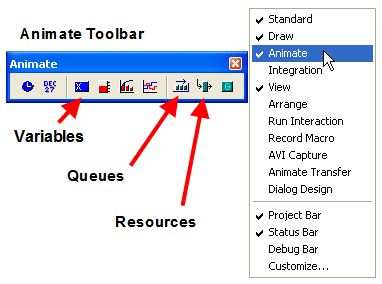 Animate Toolbar
Animate
DEC
27
X
G
Variables
Queues
Resources
Standard
Draw
Animate
Integration
View
Arrange
Run Interaction
Record Macro
AVI Capture
Animate Transfer
Dialog Design
Project Bar
Status Bar
Debug Bar
Customize...